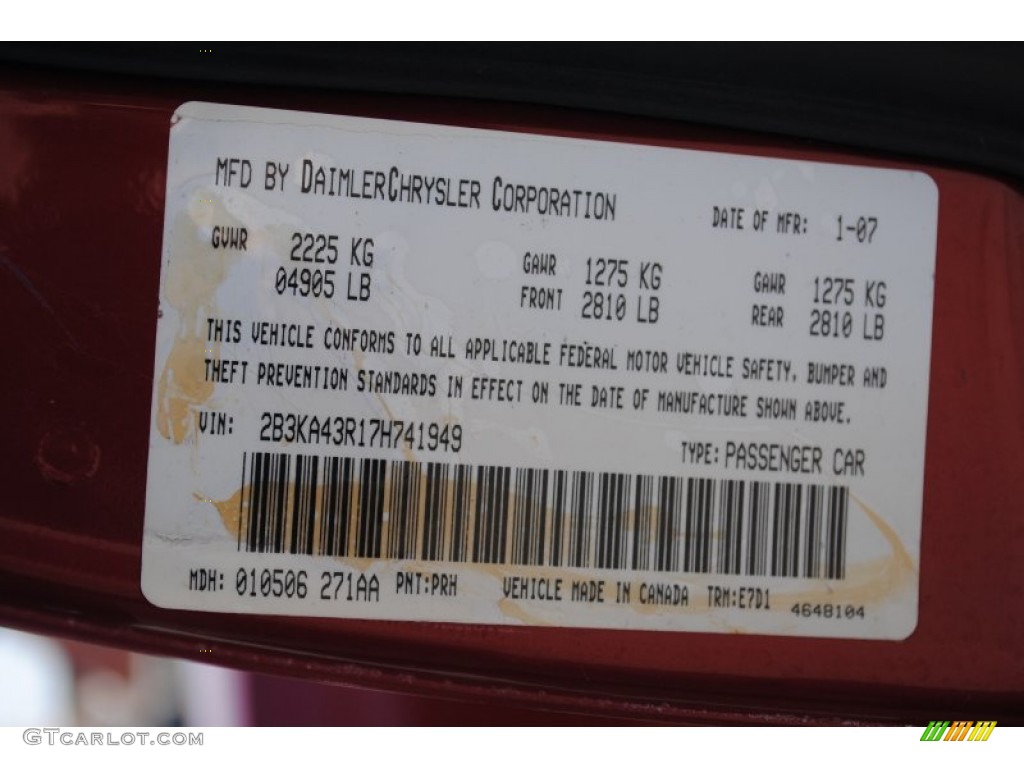 MFD BY DAIMLERCHRYSLER CORPORATION
DATE OF MFR: 1-07
GVWR 2225 KG
04905 LB
GAWR 1275 KG
FRONT 2810 LB
GAWR 1275 KG
REAR 2810 LB
THIS VEHICLE CONFORMS TO ALL APPLICABLE FEDERAL MOTOR VEHICLE SAFETY, BUMPER AND
THEFT PREVENTION STANDARDS IN EFFECT ON THE DATE OF MANUFACTURE SHOWN ABOVE.
VIN: 2B3KA43R17H741949
TYPE: PASSENGER CAR
MDH: 010506 271AA PNT:PRH VEHICLE MADE IN CANADA TRM:E7D1 4648104
GTCARLOT.COM